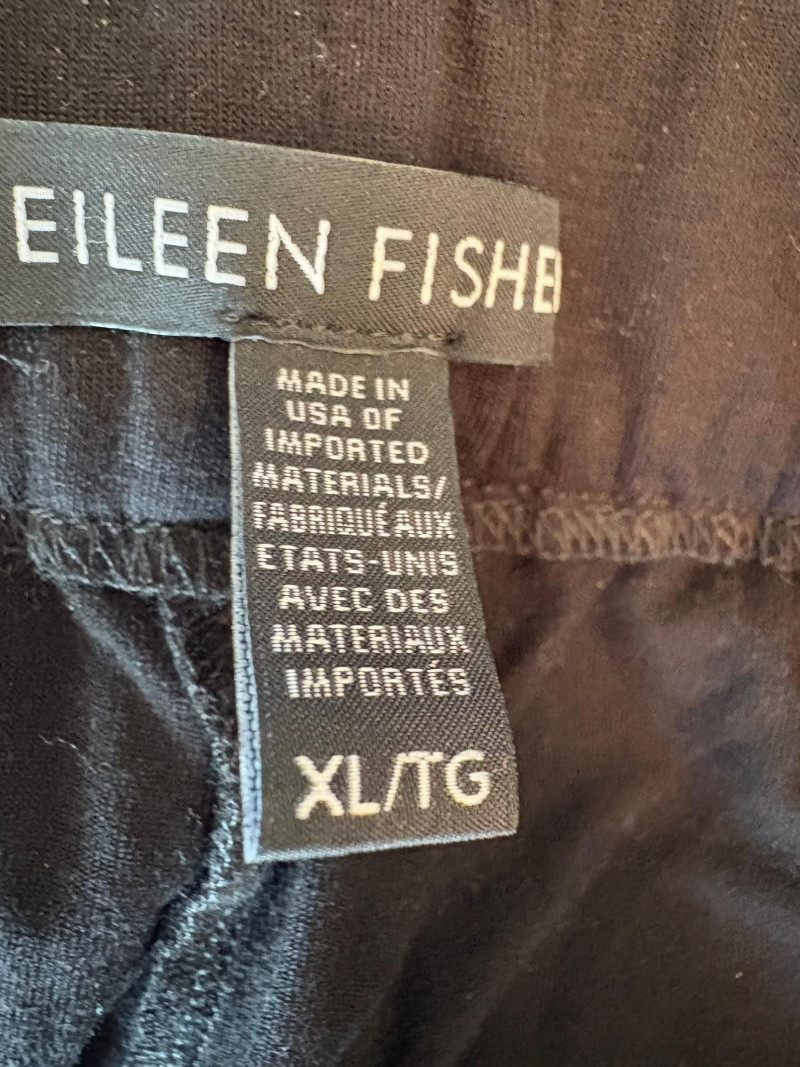 EILEEN FISHE
MADE IN
USA OF
IMPORTED
MATERIALS/
FABRIQUÉ AUX
ETATS-UNIS
AVEC DES
MATERIAUX
IMPORTÉS
XL/TG